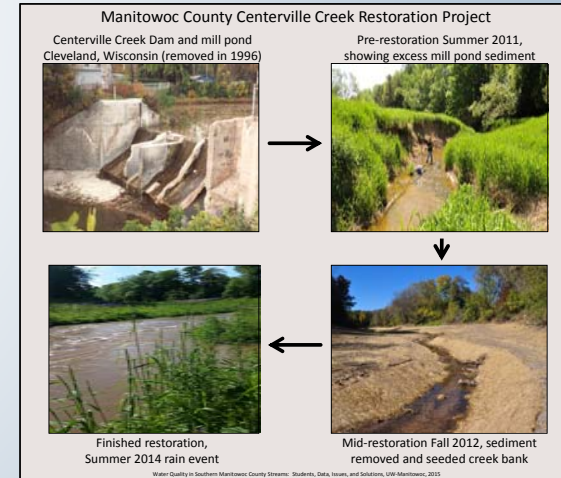 Manitowoc County Centerville Creek Restoration Project
Centerville Creek Dam and mill pond
Cleveland, Wisconsin (removed in 1996)
Pre-restoration Summer 2011,
showing excess mill pond sediment
Finished restoration,
Summer 2014 rain event
Mid-restoration Fall 2012, sediment
removed and seeded creek bank
Water Quality in Southern Manitowoc County Streams: Students, Data, Issues, and Solutions, UW-Manitowoc, 2015